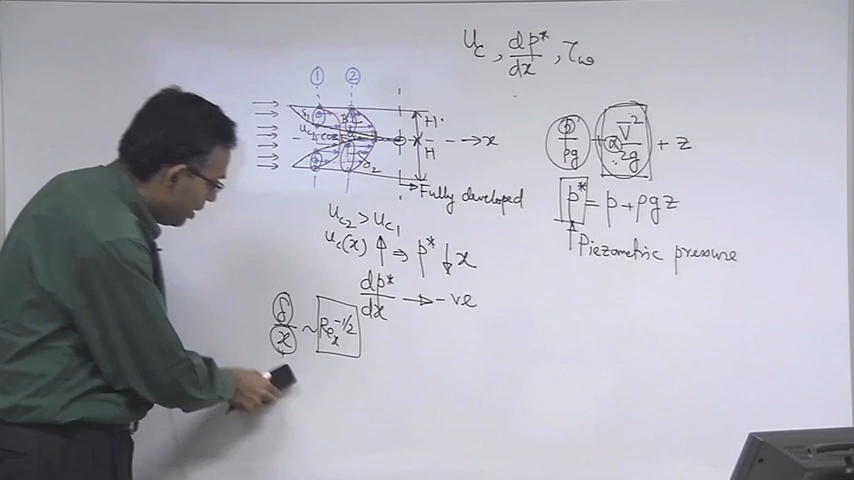 u_c, dp*/dx, τ_w
1 2
H
x
H
Fully developed
p/ρg + α V̄²/2g + z
p* = p + ρgz
Piezometric pressure
u_c2 > u_c1
u_c(x) ↑ ⇒ p* ↓ x
dp*/dx → -ve
δ/x ~ Re_x^-1/2